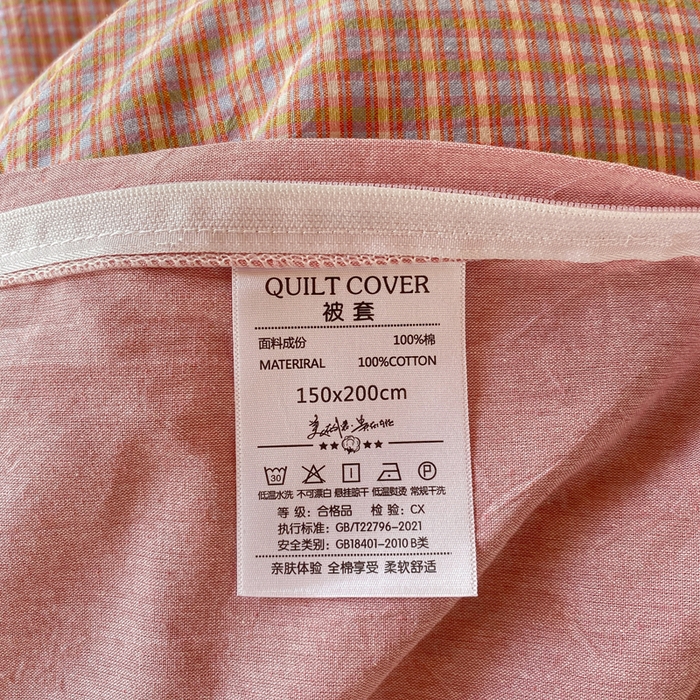 QUILT COVER
被套
面料成份 100%棉
MATERIRAL 100%COTTON
150x200cm
30 P
低温水洗 不可漂白 悬挂晾干 低温熨烫 常规干洗
等 级：合格品 检 验：CX
执行标准：GB/T22796-2021
安全类别：GB18401-2010 B类
亲肤体验 全棉享受 柔软舒适